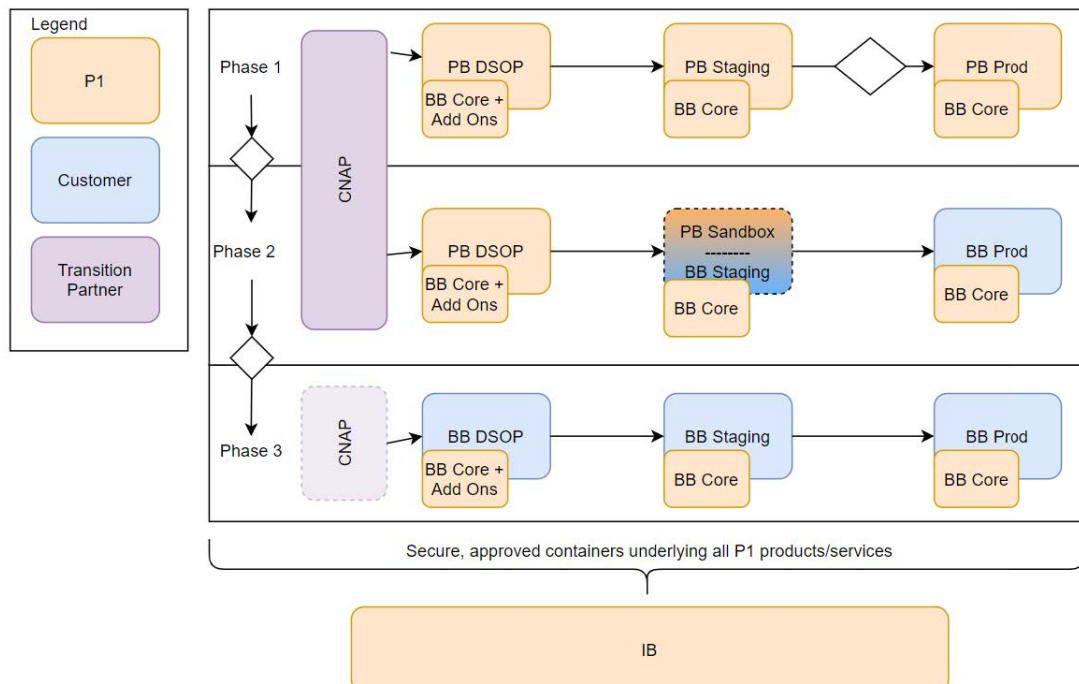 Legend
P1
Customer
Transition
Partner
Phase 1
CNAP
PB DSOP
BB Core +
Add Ons
PB Staging
BB Core
PB Prod
BB Core
Phase 2
PB DSOP
BB Core +
Add Ons
PB Sandbox
--------
BB Staging
BB Core
BB Prod
BB Core
Phase 3
CNAP
BB DSOP
BB Core +
Add Ons
BB Staging
BB Core
BB Prod
BB Core
Secure, approved containers underlying all P1 products/services
IB